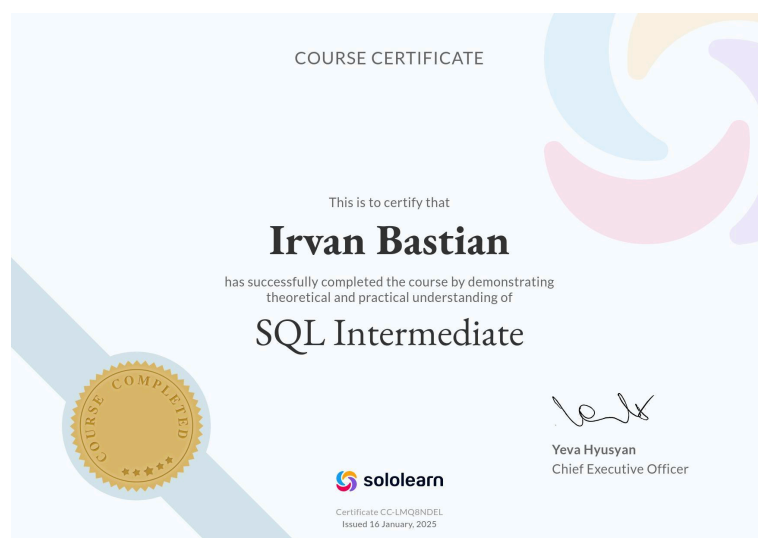 COURSE CERTIFICATE
This is to certify that
Irvan Bastian
has successfully completed the course by demonstrating
theoretical and practical understanding of
SQL Intermediate
COURSE COMPLETED
Yeva Hyusyan
Chief Executive Officer
sololearn
Certificate CC-LMQ8NDEL
Issued 16 January, 2025